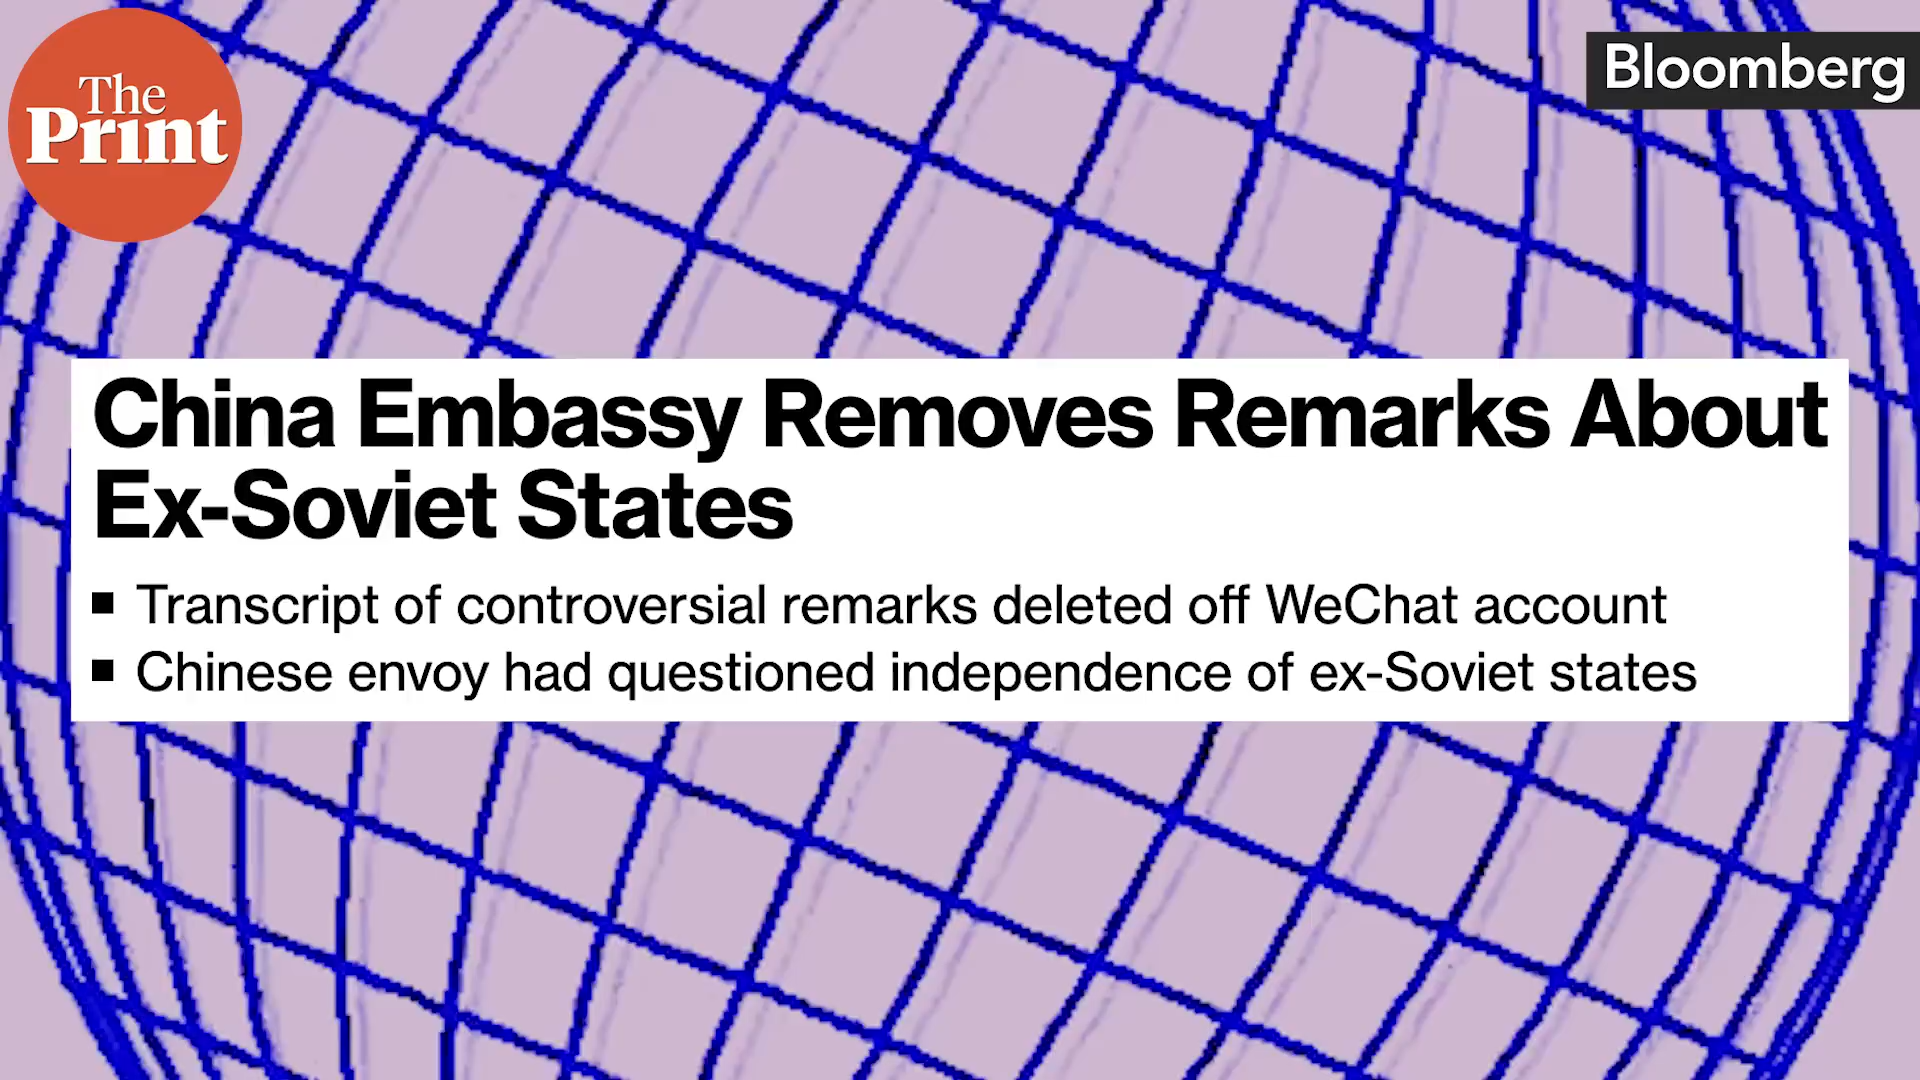 The
Print
Bloomberg
China Embassy Removes Remarks About
Ex-Soviet States
▪ Transcript of controversial remarks deleted off WeChat account
▪ Chinese envoy had questioned independence of ex-Soviet states